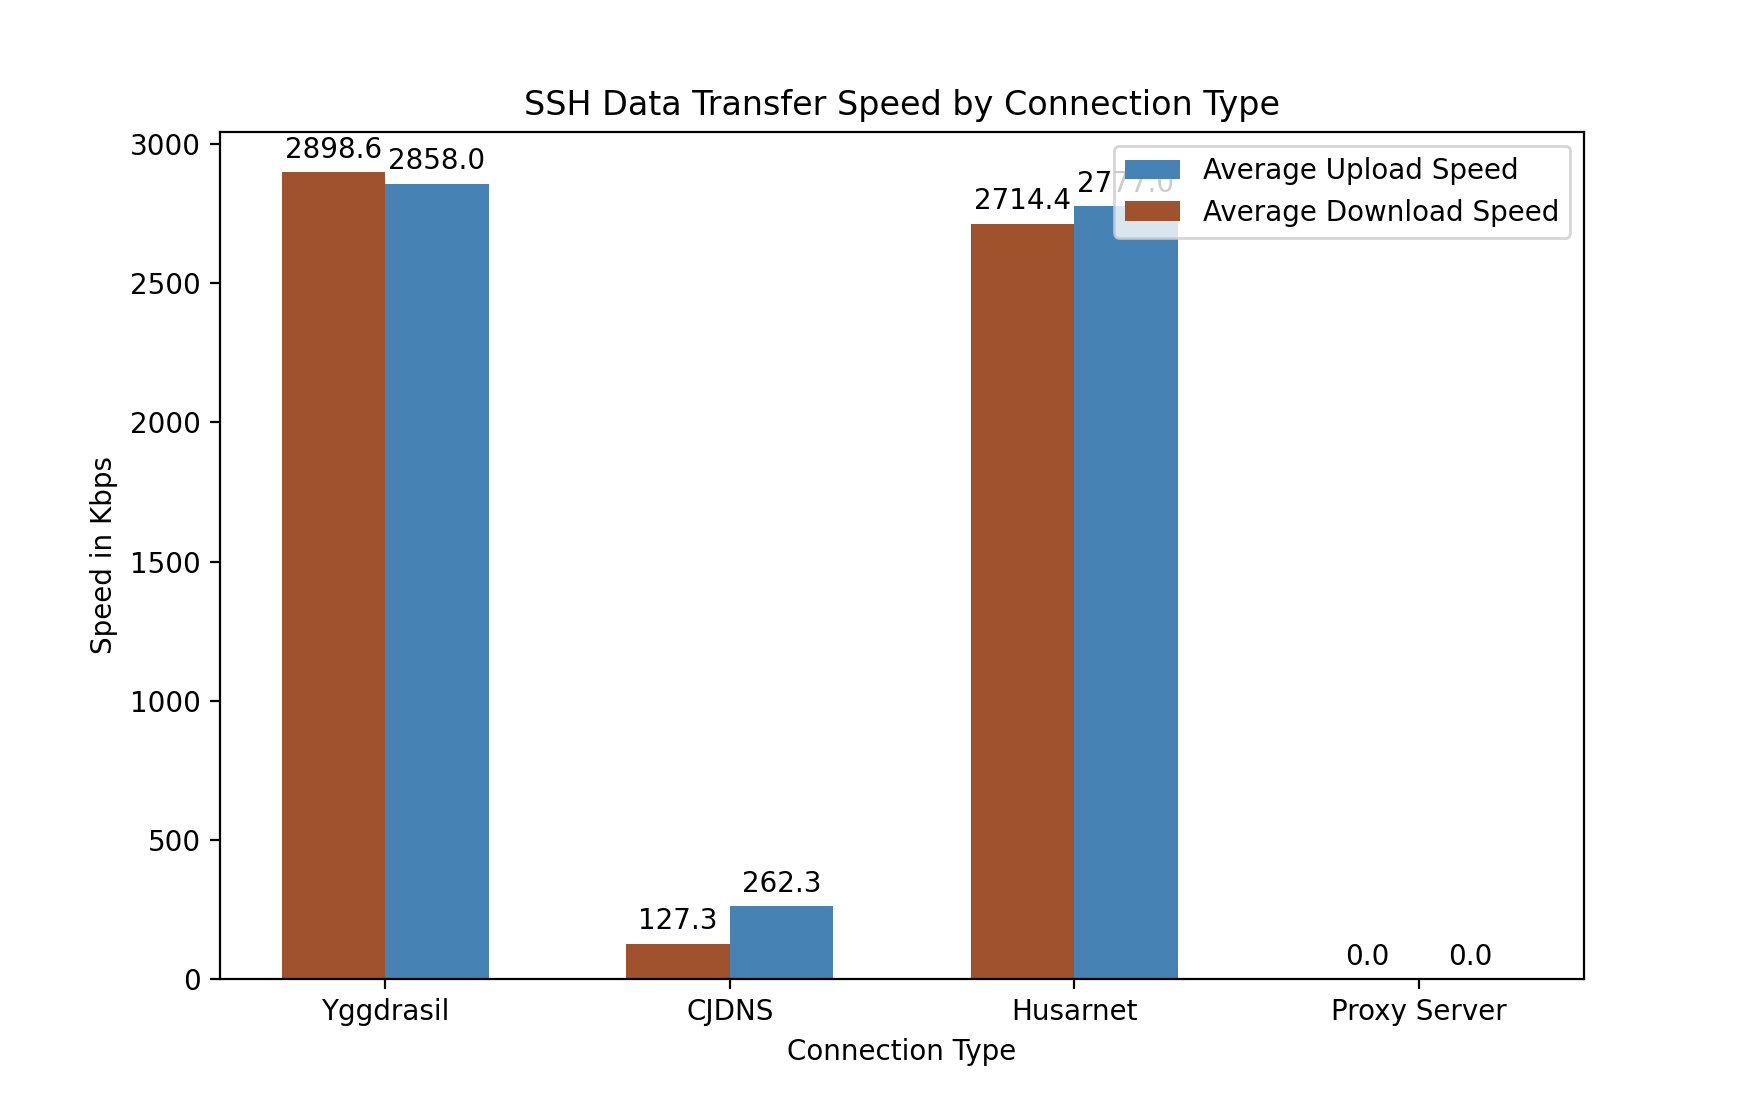 SSH Data Transfer Speed by Connection Type
Average Upload Speed
Average Download Speed
3000
2500
2000
1500
1000
500
0
Speed in Kbps
2898.6
2858.0
127.3
262.3
2714.4
2777.0
0.0
0.0
Yggdrasil
CJDNS
Husarnet
Proxy Server
Connection Type